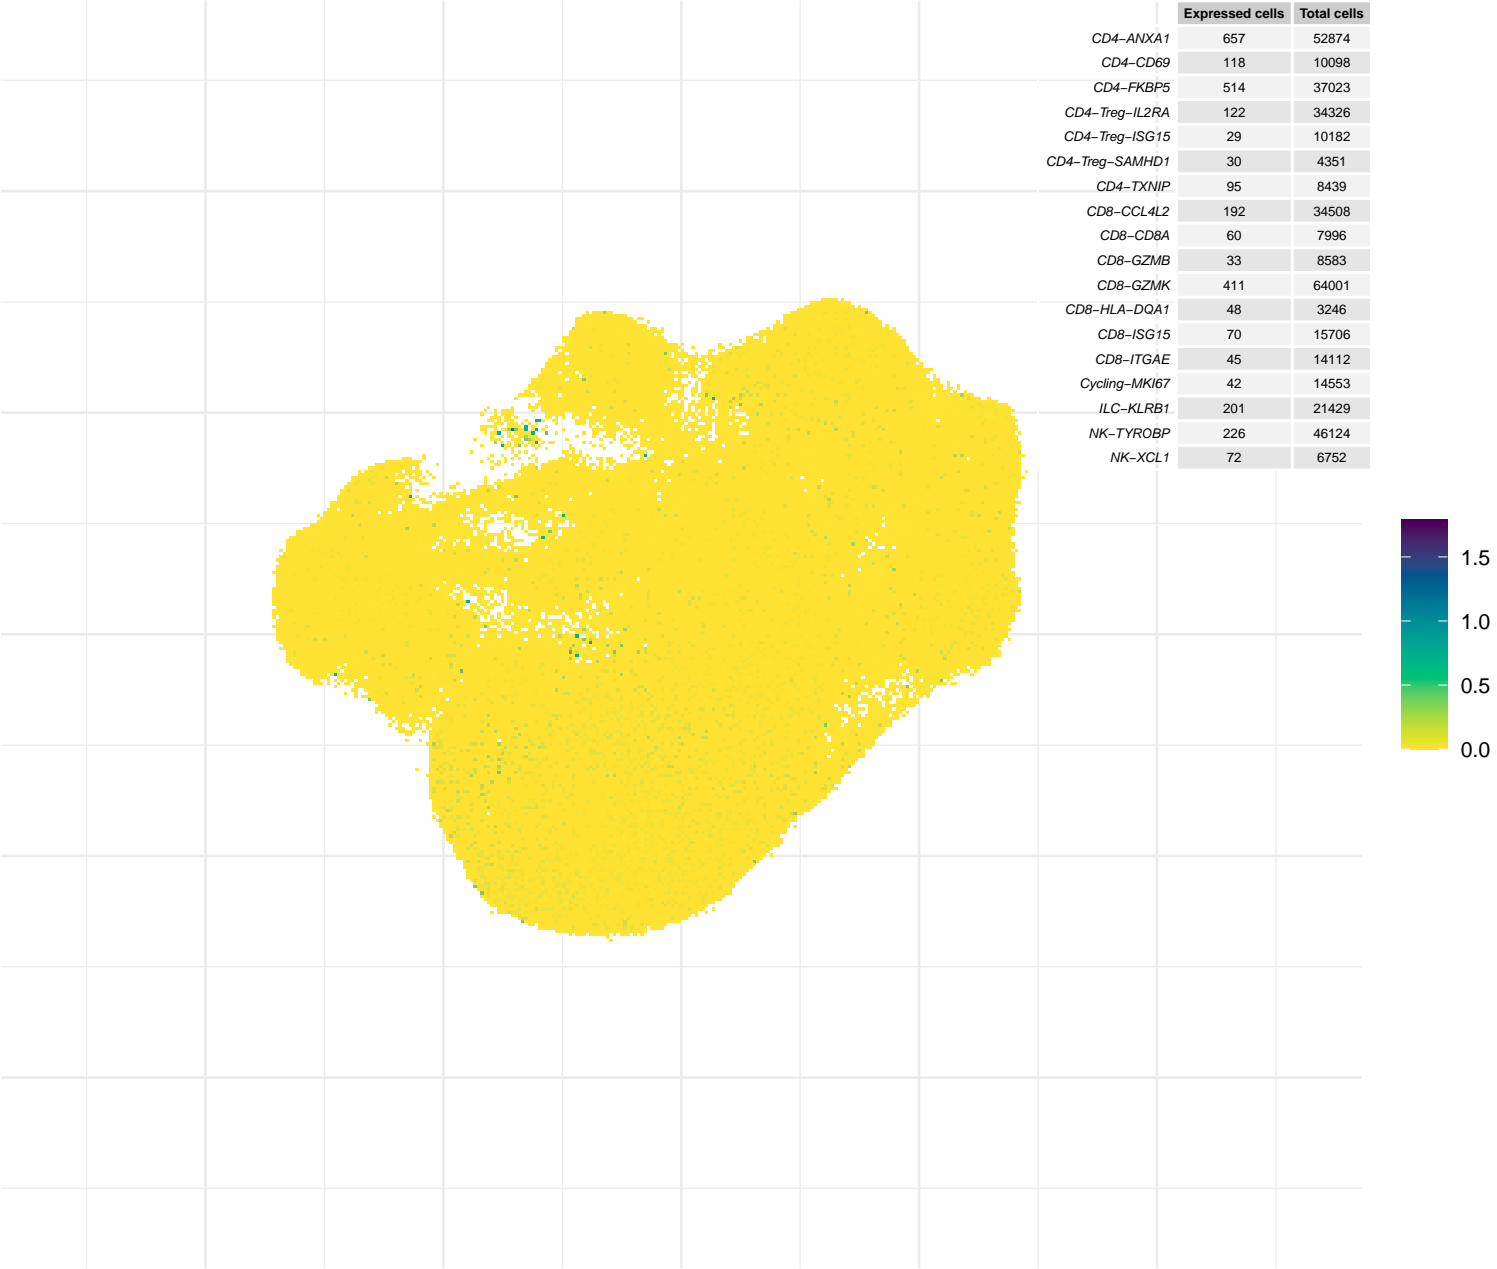 Expressed cells Total cells
CD4−ANXA1 657 52874
CD4−CD69 118 10098
CD4−FKBP5 514 37023
CD4−Treg−IL2RA 122 34326
CD4−Treg−ISG15 29 10182
CD4−Treg−SAMHD1 30 4351
CD4−TXNIP 95 8439
CD8−CCL4L2 192 34508
CD8−CD8A 60 7996
CD8−GZMB 33 8583
CD8−GZMK 411 64001
CD8−HLA−DQA1 48 3246
CD8−ISG15 70 15706
CD8−ITGAE 45 14112
Cycling−MKI67 42 14553
ILC−KLRB1 201 21429
NK−TYROBP 226 46124
NK−XCL1 72 6752
1.5
1.0
0.5
0.0